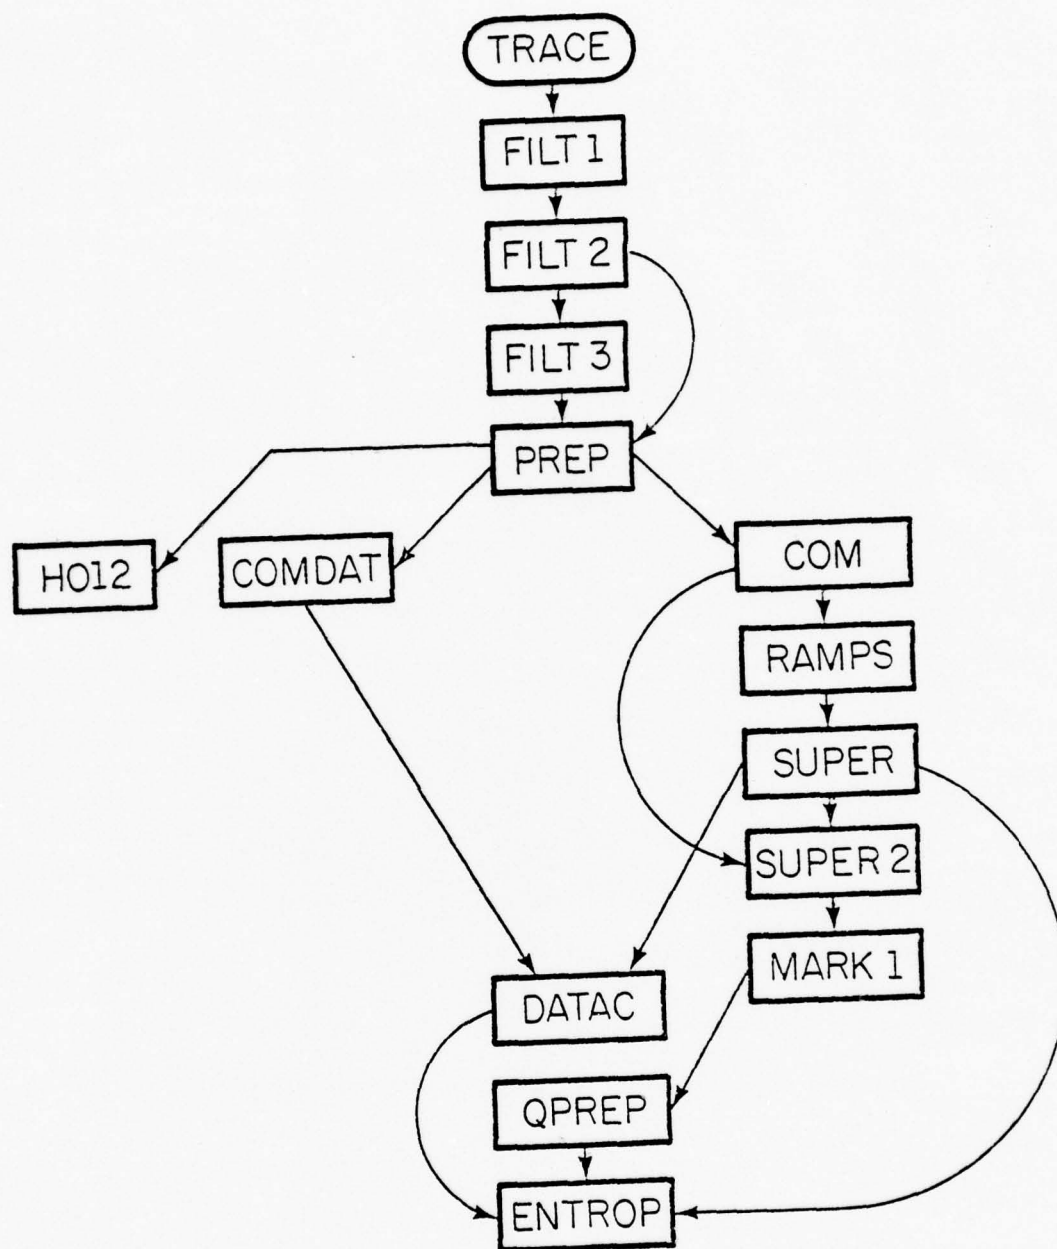 TRACE
FILT 1
FILT 2
FILT 3
PREP
HO12
COMDAT
COM
RAMPS
SUPER
SUPER 2
MARK 1
DATAC
QPREP
ENTROP